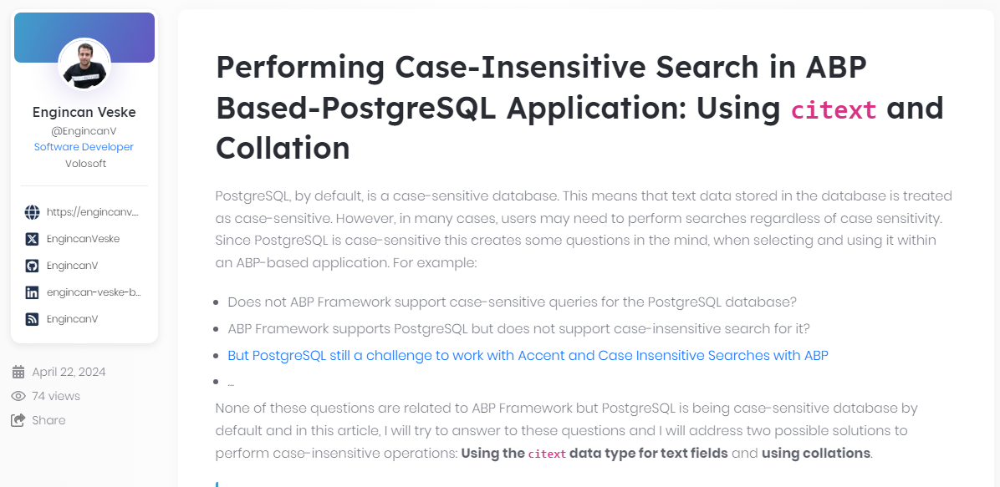 Engincan Veske
@EngincanV
Software Developer
Volosoft
https://engincanv...
EngincanVeske
EngincanV
engincan-veske-b...
EngincanV
April 22, 2024
74 views
Share
Performing Case-Insensitive Search in ABP
Based-PostgreSQL Application: Using citext and
Collation
PostgreSQL, by default, is a case-sensitive database. This means that text data stored in the database is treated
as case-sensitive. However, in many cases, users may need to perform searches regardless of case sensitivity.
Since PostgreSQL is case-sensitive this creates some questions in the mind, when selecting and using it within
an ABP-based application. For example:
• Does not ABP Framework support case-sensitive queries for the PostgreSQL database?
• ABP Framework supports PostgreSQL but does not support case-insensitive search for it?
• But PostgreSQL still a challenge to work with Accent and Case Insensitive Searches with ABP
• ...
None of these questions are related to ABP Framework but PostgreSQL is being case-sensitive database by
default and in this article, I will try to answer to these questions and I will address two possible solutions to
perform case-insensitive operations: Using the citext data type for text fields and using collations.